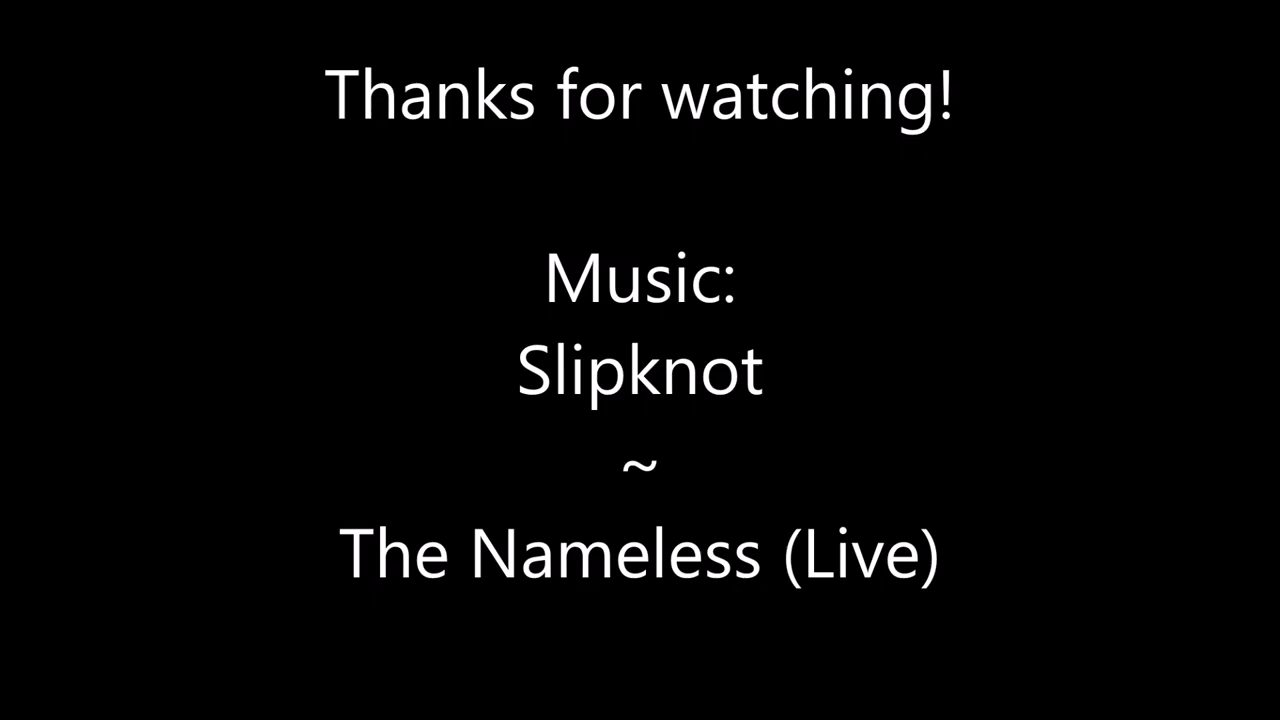 Thanks for watching!
Music:
Slipknot
~
The Nameless (Live)